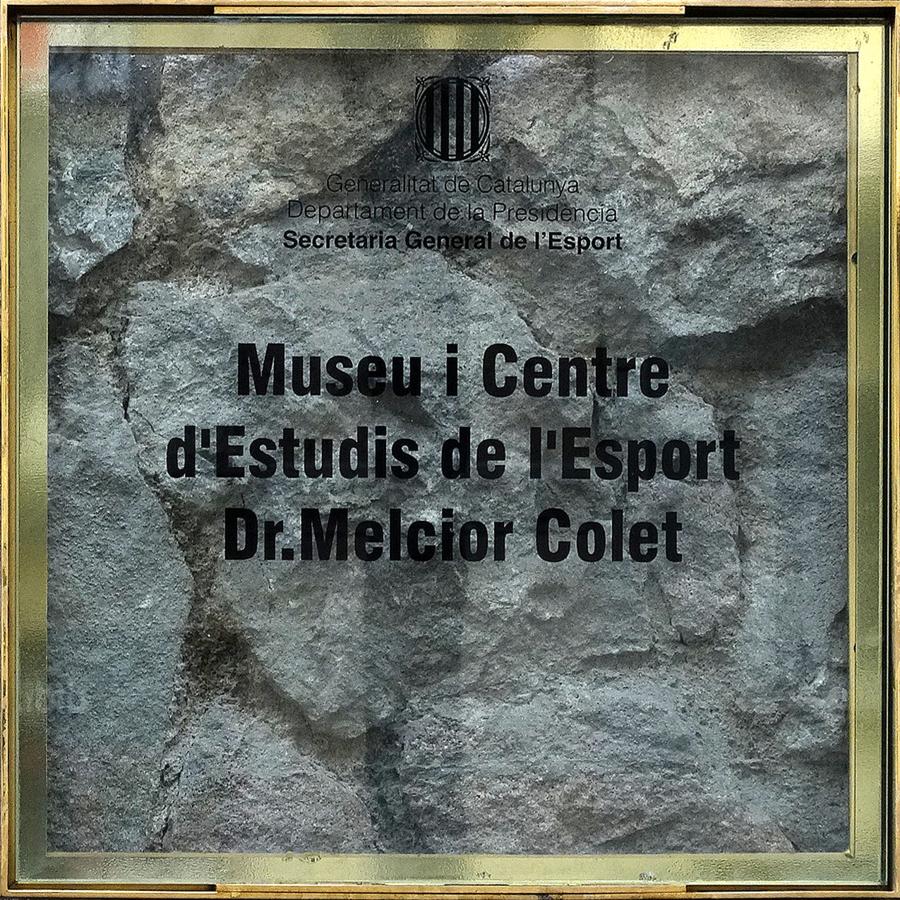 Generalitat de Catalunya
Departament de la Presidència
Secretaria General de l'Esport
Museu i Centre
d'Estudis de l'Esport
Dr.Melcior Colet